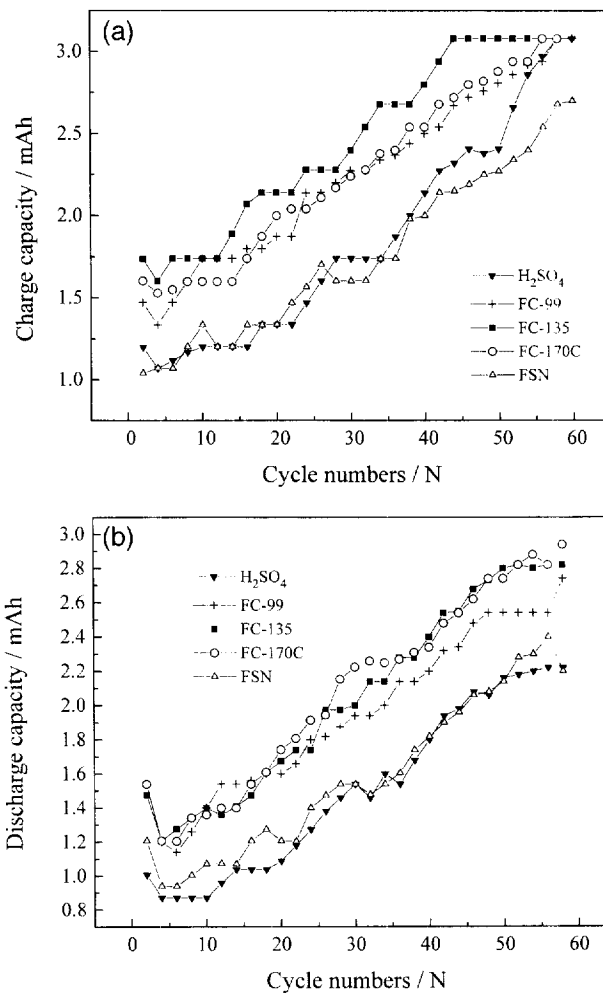 (a)
3.0
2.5
2.0
1.5
1.0
Charge capacity / mAh
H₂SO₄
FC-99
FC-135
FC-170C
FSN
0 10 20 30 40 50 60
Cycle numbers / N
(b)
3.0
2.8
2.6
2.4
2.2
2.0
1.8
1.6
1.4
1.2
1.0
0.8
Discharge capacity / mAh
H₂SO₄
FC-99
FC-135
FC-170C
FSN
0 10 20 30 40 50 60
Cycle numbers / N